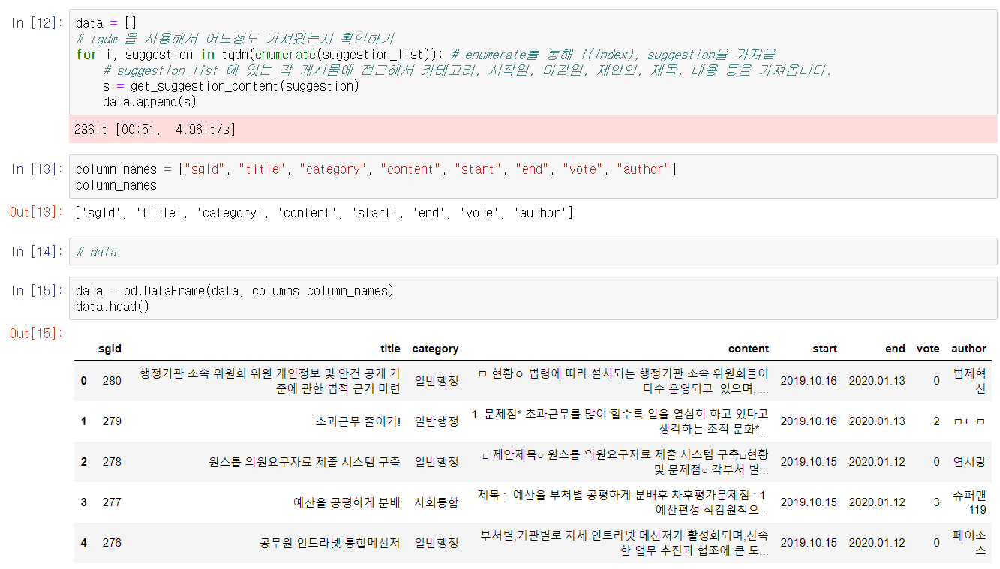 In [12]:
data = []
# tqdm 을 사용해서 어느정도 가져왔는지 확인하기
for i, suggestion in tqdm(enumerate(suggestion_list)): # enumerate를 통해 i(index), suggestion을 가져옴
# suggestion_list 에 있는 각 게시물에 접근해서 카테고리, 시작일, 마감일, 제안인, 제목, 내용 등을 가져옵니다.
s = get_suggestion_content(suggestion)
data.append(s)
236it [00:51, 4.98it/s]
In [13]:
column_names = ["sgId", "title", "category", "content", "start", "end", "vote", "author"]
column_names
Out[13]:
['sgId', 'title', 'category', 'content', 'start', 'end', 'vote', 'author']
In [14]:
# data
In [15]:
data = pd.DataFrame(data, columns=column_names)
data.head()
Out[15]:
sgId title category content start end vote author
0 280 행정기관 소속 위원회 위원 개인정보 및 안건 공개 기준에 관한 법적 근거 마련 일반행정 ㅁ 현황ㅇ 법령에 따라 설치되는 행정기관 소속 위원회들이 다수 운영되고 있으며, ... 2019.10.16 2020.01.13 0 법제혁신
1 279 초과근무 줄이기! 일반행정 1. 문제점* 초과근무를 많이 할수록 일을 열심히 하고 있다고 생각하는 조직 문화*... 2019.10.16 2020.01.13 2 ㅁㄴㅁ
2 278 원스톱 의원요구자료 제출 시스템 구축 일반행정 □ 제안제목○ 원스톱 의원요구자료 제출 시스템 구축□현황 및 문제점○ 각부처 별... 2019.10.15 2020.01.12 0 연시랑
3 277 예산을 공평하게 분배 사회통합 제목 : 예산을 부처별 공평하게 분배후 차후평가문제점 : 1. 예산편성 삭감원칙으... 2019.10.15 2020.01.12 3 슈퍼맨119
4 276 공무원 인트라넷 통합메신저 일반행정 부처별,기관별로 자체 인트라넷 메신저가 활성화되며,신속한 업무 추진과 협조에 큰 도... 2019.10.15 2020.01.12 0 페이소스